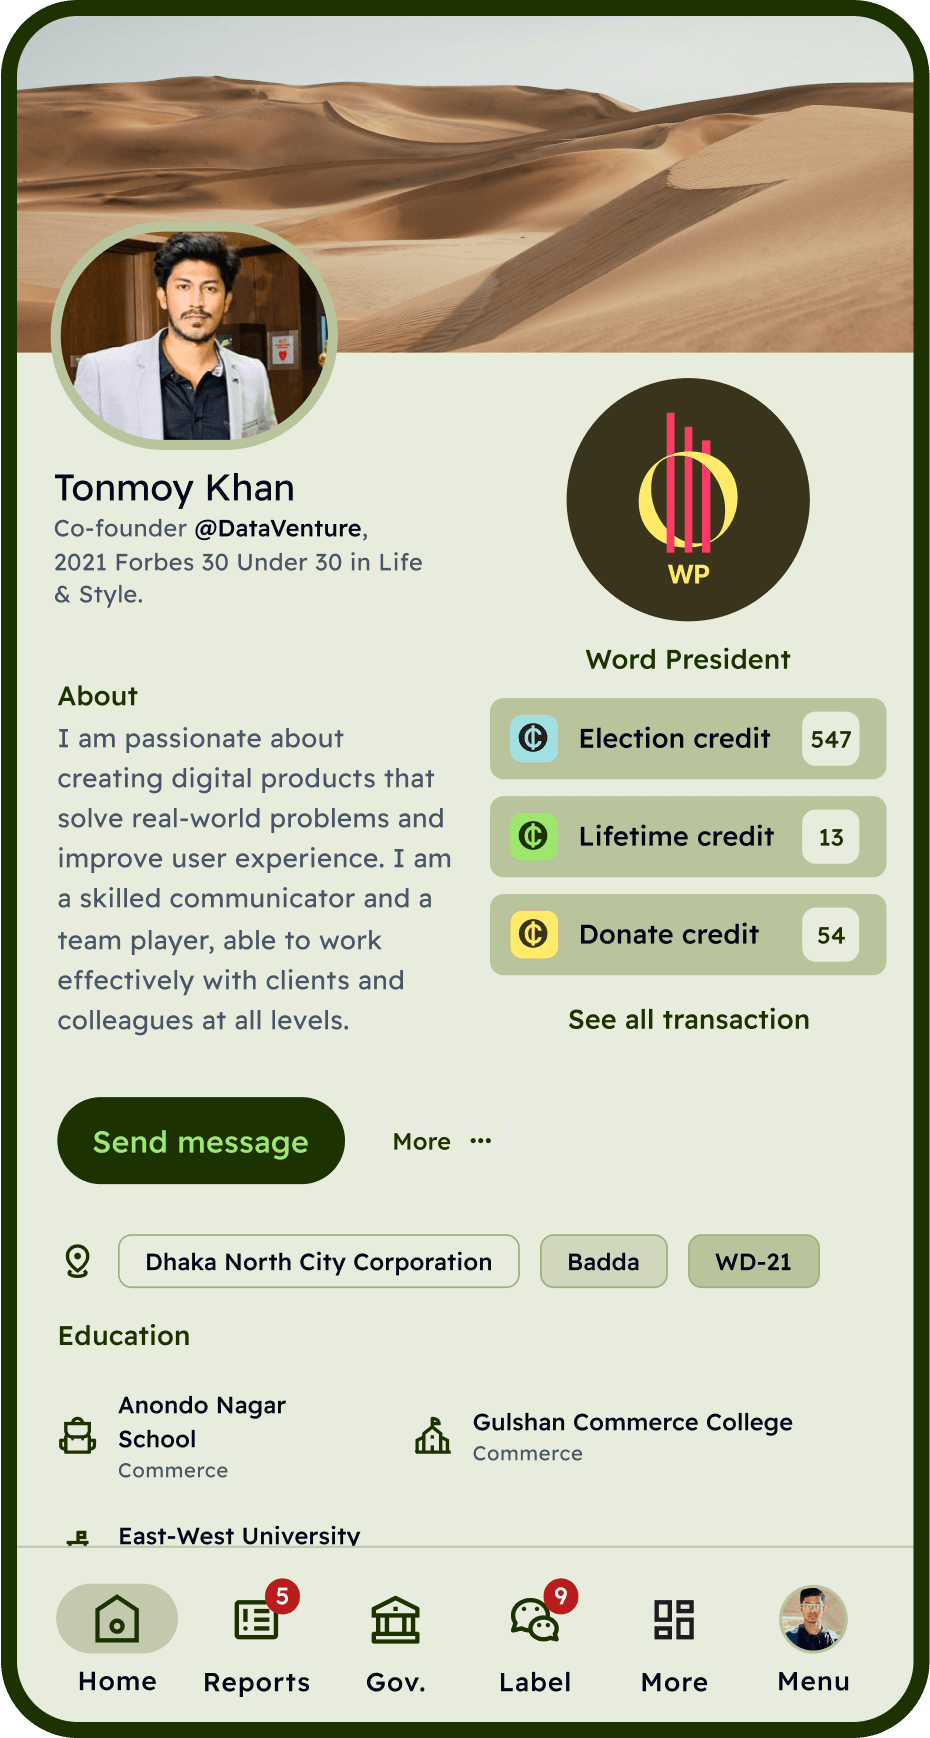 Tonmoy Khan
Co-founder @DataVenture,
2021 Forbes 30 Under 30 in Life
& Style.
WP
Word President
About
I am passionate about
creating digital products that
solve real-world problems and
improve user experience. I am
a skilled communicator and a
team player, able to work
effectively with clients and
colleagues at all levels.
Election credit 547
Lifetime credit 13
Donate credit 54
See all transaction
Send message
More ···
Dhaka North City Corporation
Badda
WD-21
Education
Anondo Nagar
School
Commerce
Gulshan Commerce College
Commerce
East-West University
5
9
Home
Reports
Gov.
Label
More
Menu